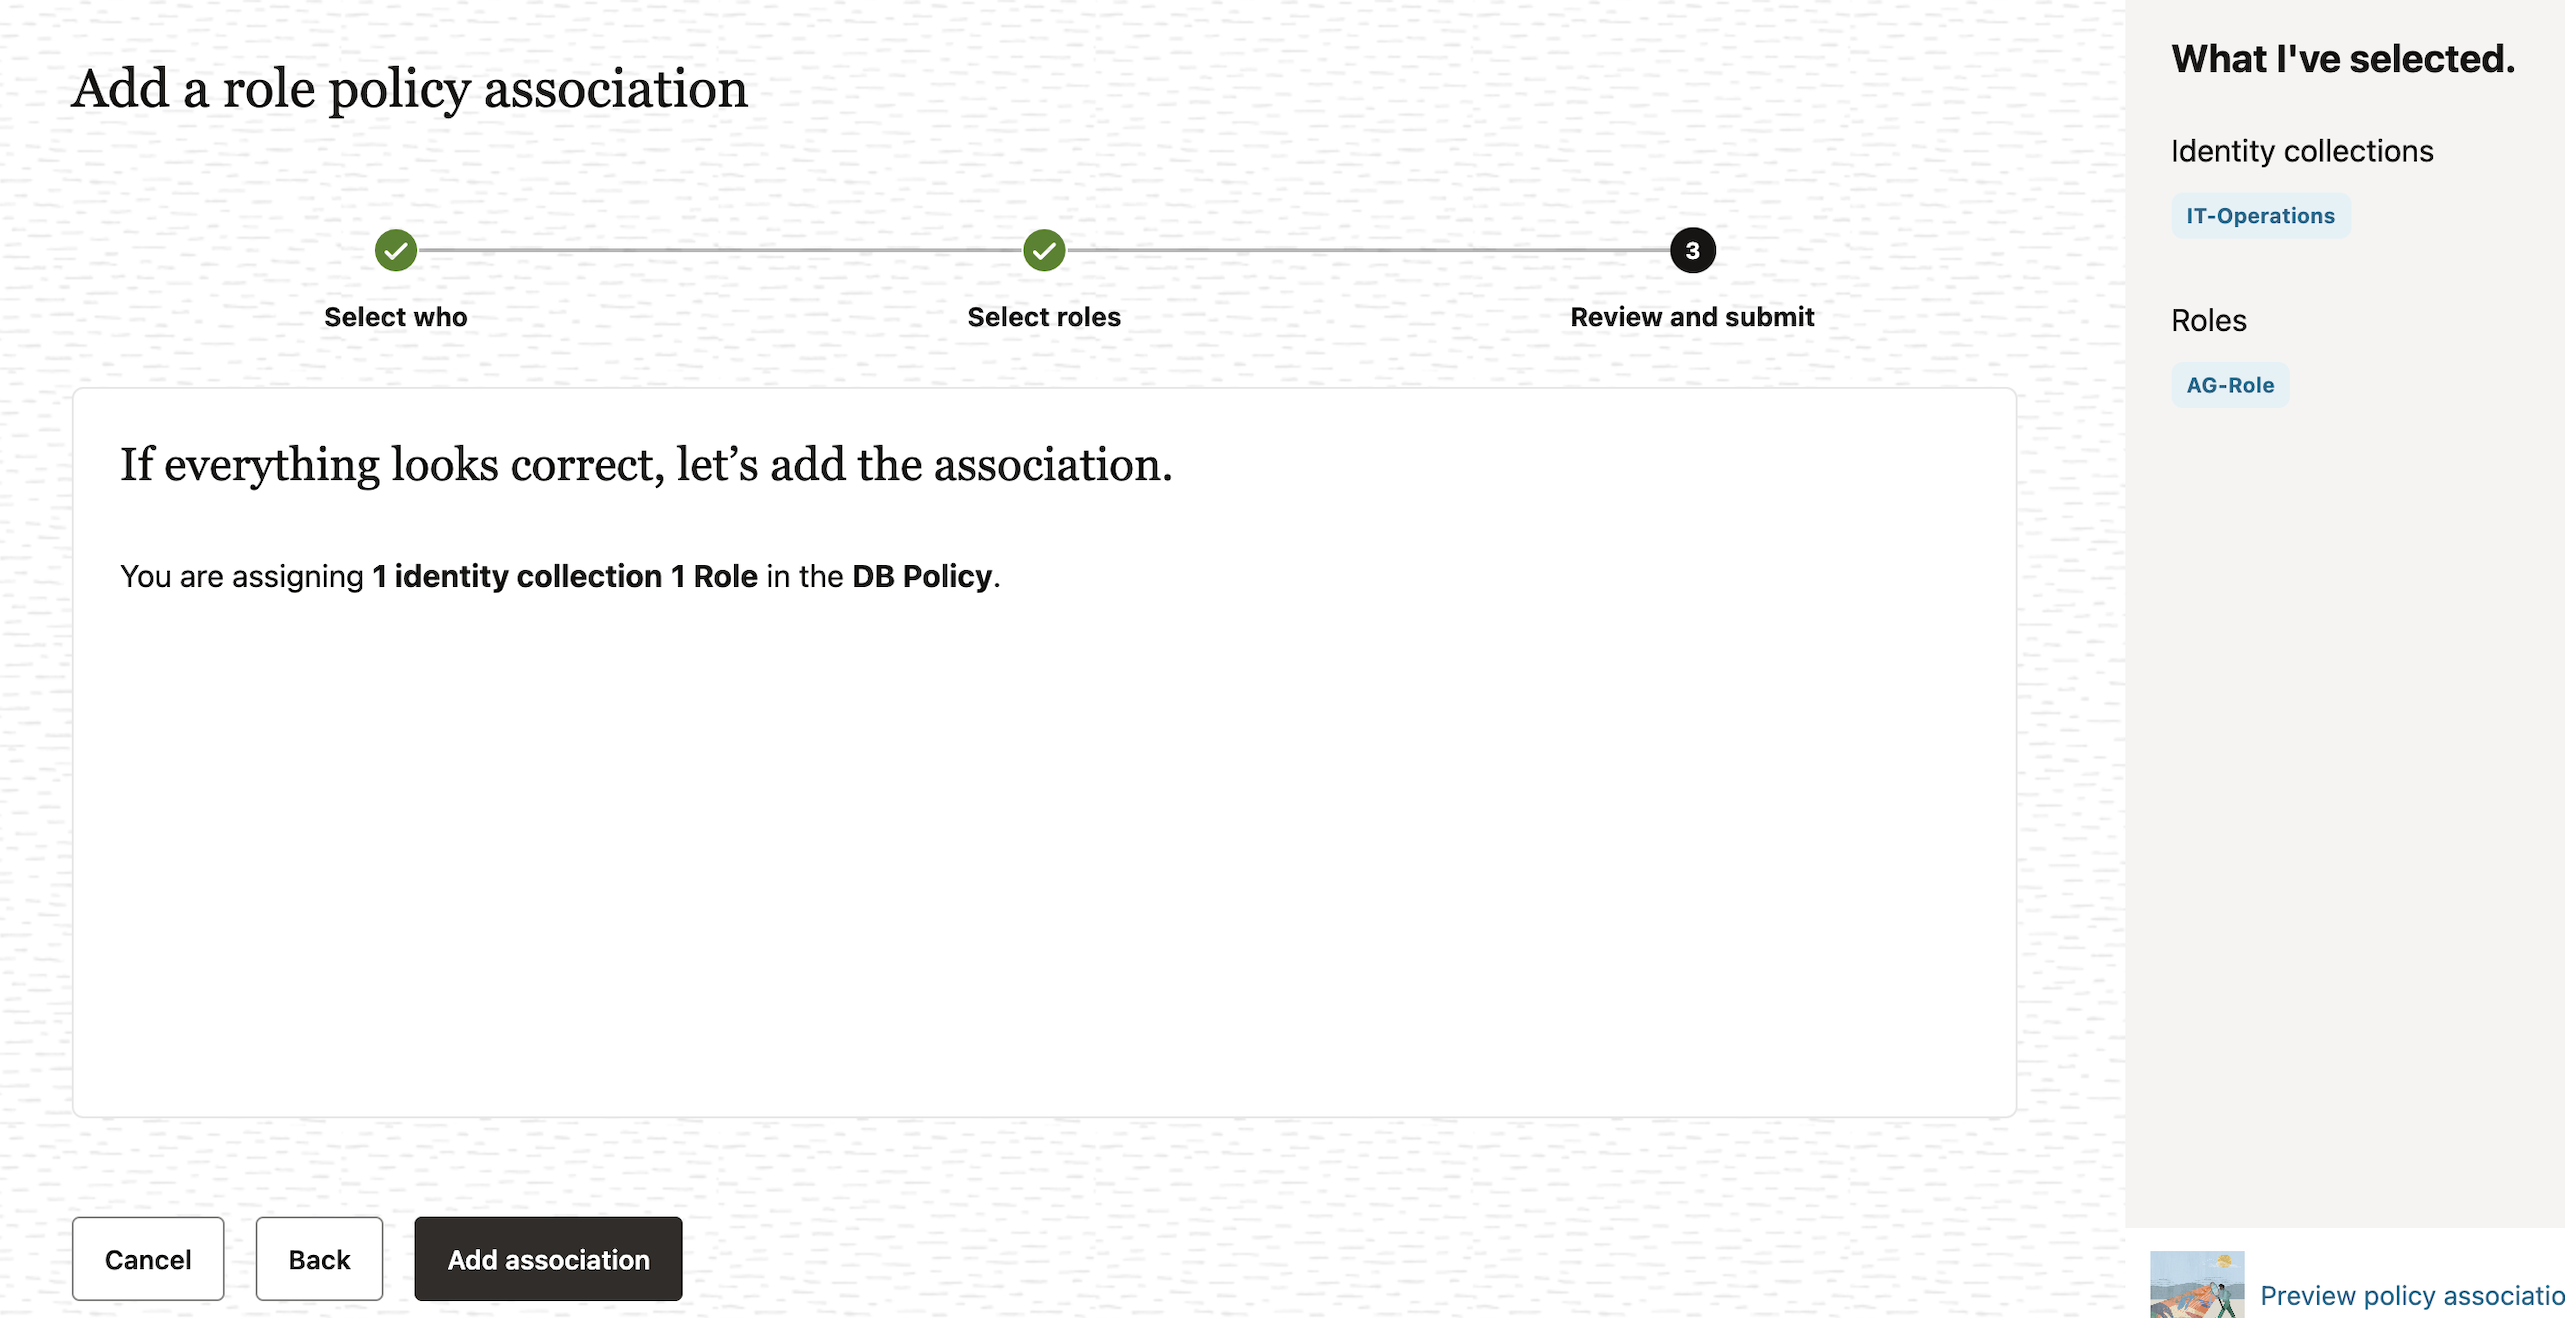 Add a role policy association
3
Select who
Select roles
Review and submit
If everything looks correct, let’s add the association.
You are assigning 1 identity collection 1 Role in the DB Policy.
Cancel
Back
Add association
What I've selected.
Identity collections
IT-Operations
Roles
AG-Role
Preview policy associatio